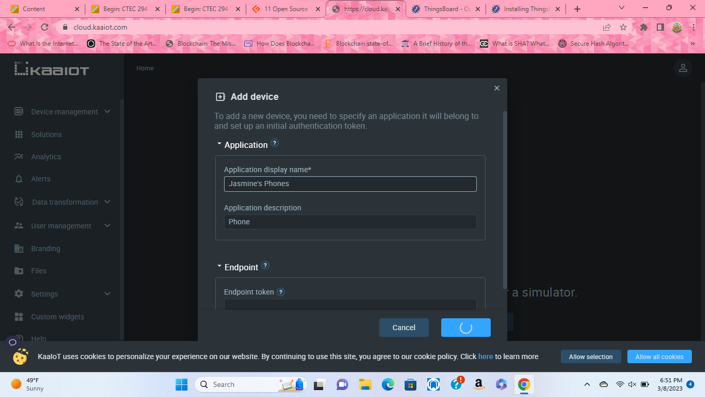 Content
Begin: CTEC 294
Begin: CTEC 294
11 Open Source
https://cloud.ka
ThingsBoard - C
Installing Things
cloud.kaaiot.com
What Is the Internet...
The State of the Art...
Blockchain: The Mis...
How Does Blockcha...
Blockchain state-of...
A Brief History of th...
What is SHA? What...
Secure Hash Algorit...
KAAIOT
Home
Device management
Solutions
Analytics
Alerts
Data transformation
User management
Branding
Files
Settings
Custom widgets
Help
Add device
To add a new device, you need to specify an application it will belong to
and set up an initial authentication token.
Application ?
Application display name*
Jasmine's Phones
Application description
Phone
Endpoint ?
Endpoint token ?
r a simulator.
Cancel
KaaIoT uses cookies to personalize your experience on our website. By continuing to use this site, you agree to our cookie policy. Click here to learn more
Allow selection
Allow all cookies
49°F
Sunny
Search
6:51 PM
3/8/2023
4